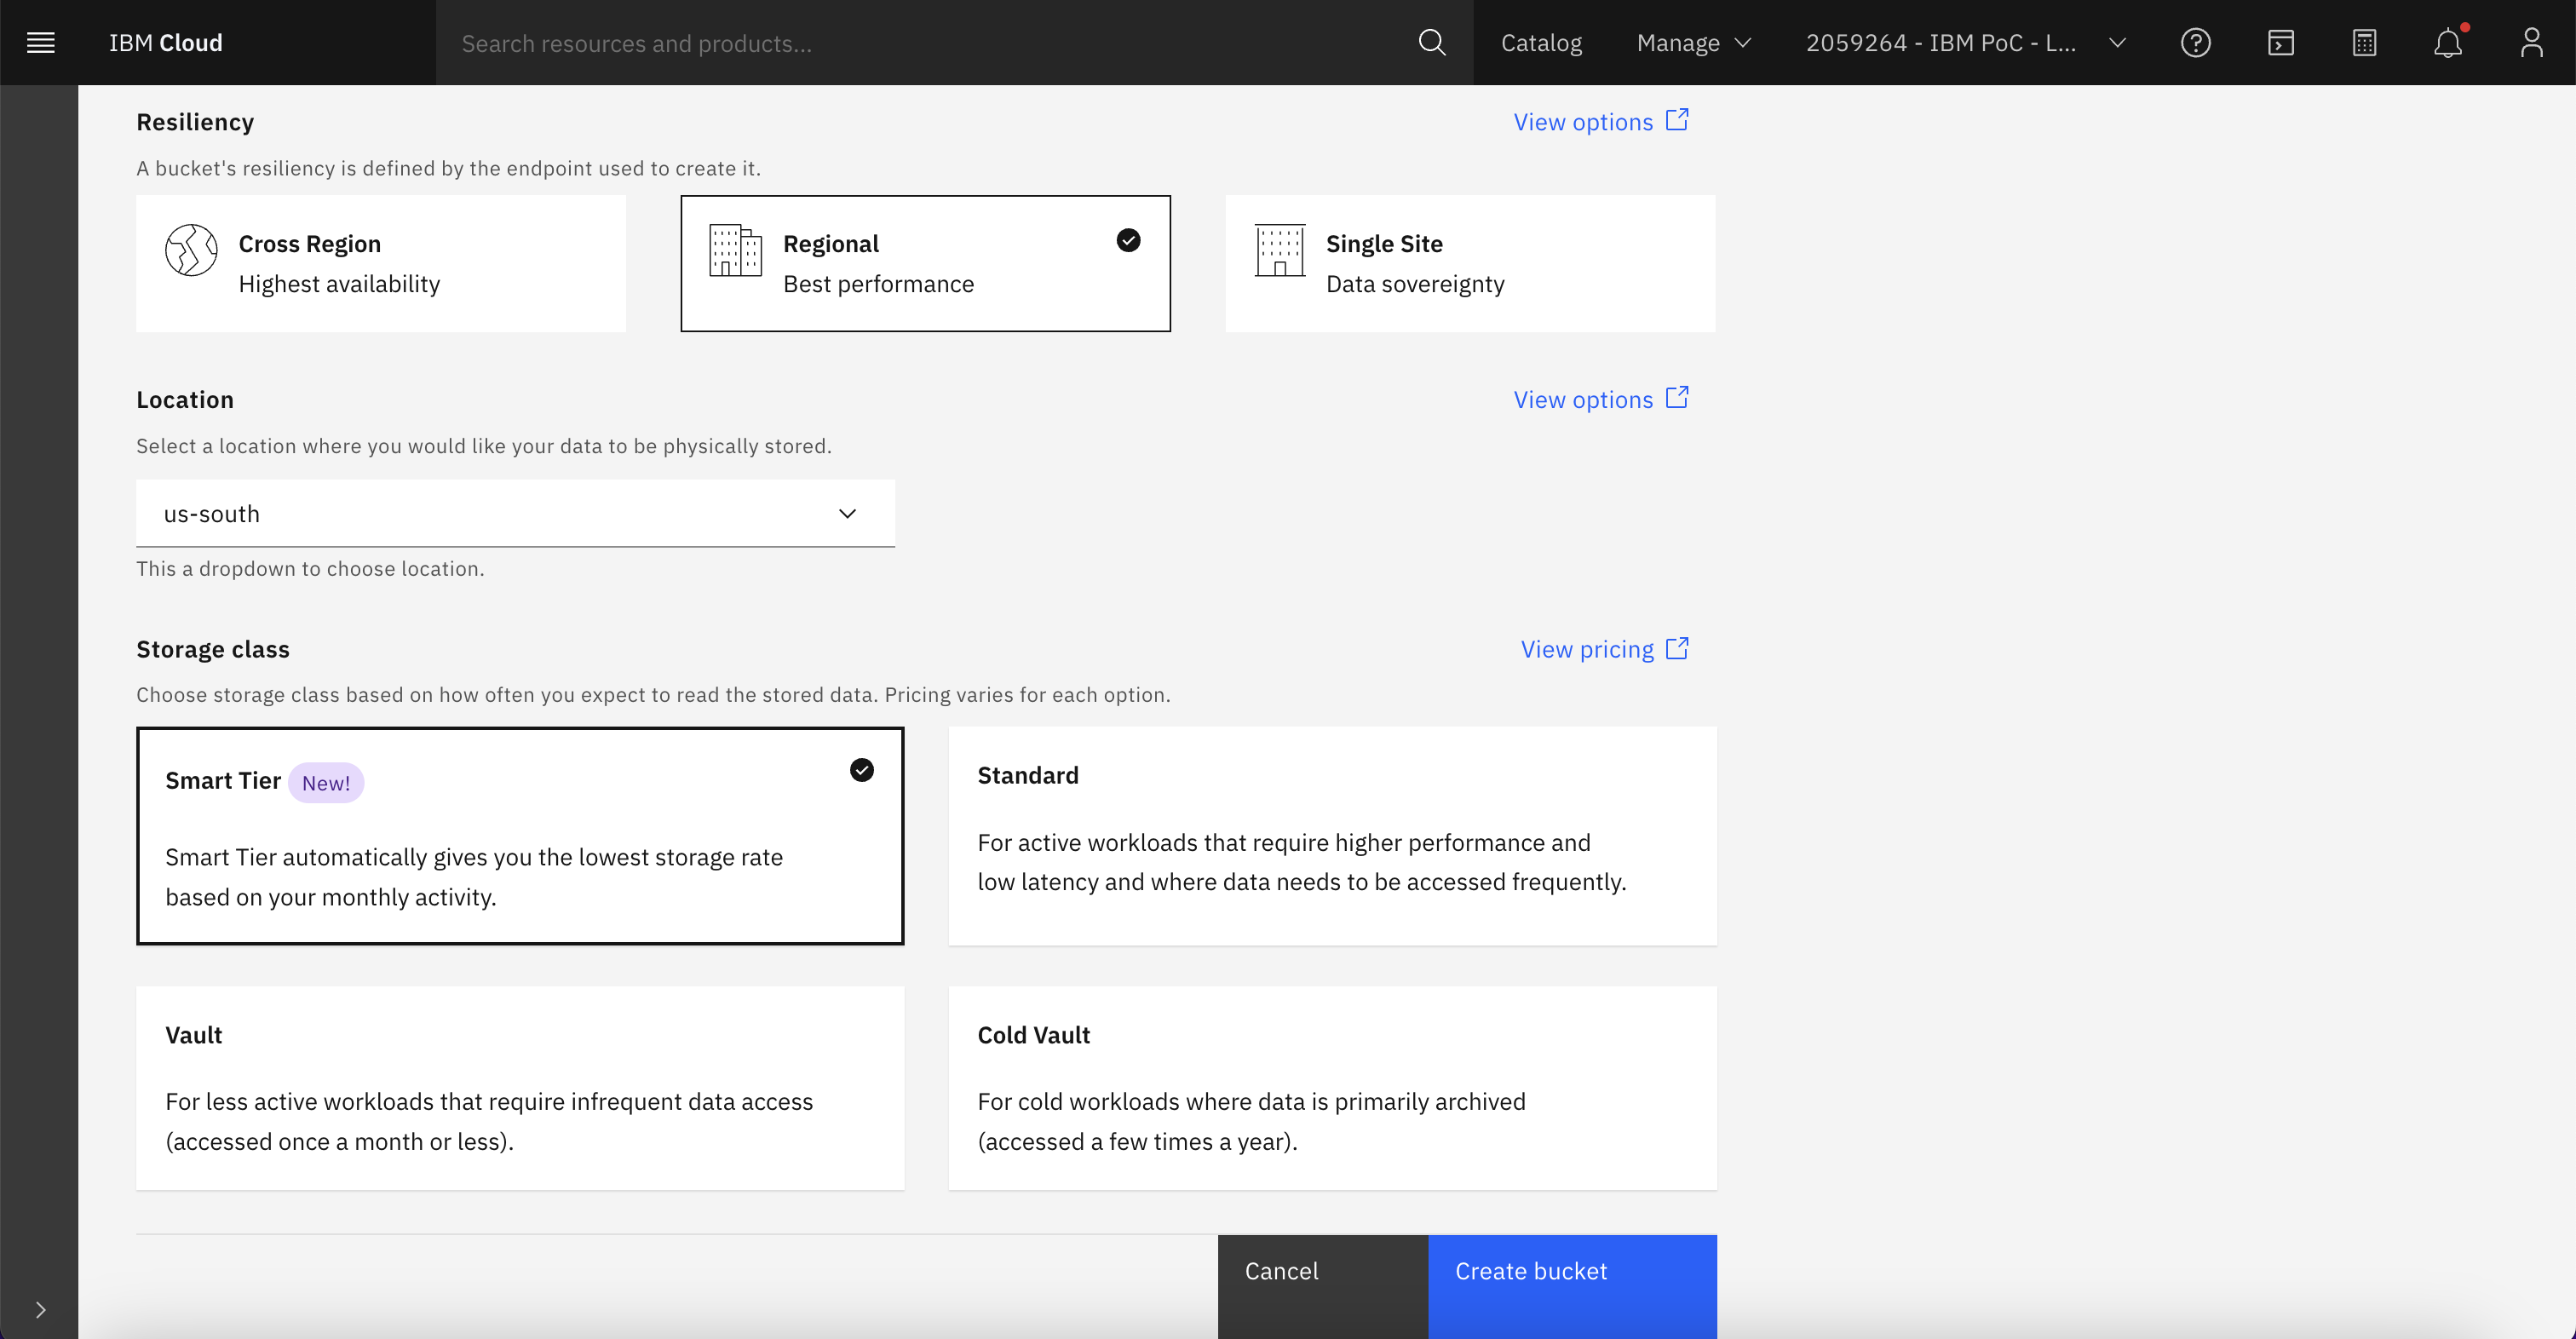 IBM Cloud
Search resources and products...
Catalog
Manage
2059264 - IBM PoC - L...
Resiliency
View options
A bucket's resiliency is defined by the endpoint used to create it.
Cross Region
Highest availability
Regional
Best performance
Single Site
Data sovereignty
Location
View options
Select a location where you would like your data to be physically stored.
us-south
This a dropdown to choose location.
Storage class
View pricing
Choose storage class based on how often you expect to read the stored data. Pricing varies for each option.
Smart Tier New!
Smart Tier automatically gives you the lowest storage rate
based on your monthly activity.
Standard
For active workloads that require higher performance and
low latency and where data needs to be accessed frequently.
Vault
For less active workloads that require infrequent data access
(accessed once a month or less).
Cold Vault
For cold workloads where data is primarily archived
(accessed a few times a year).
Cancel
Create bucket